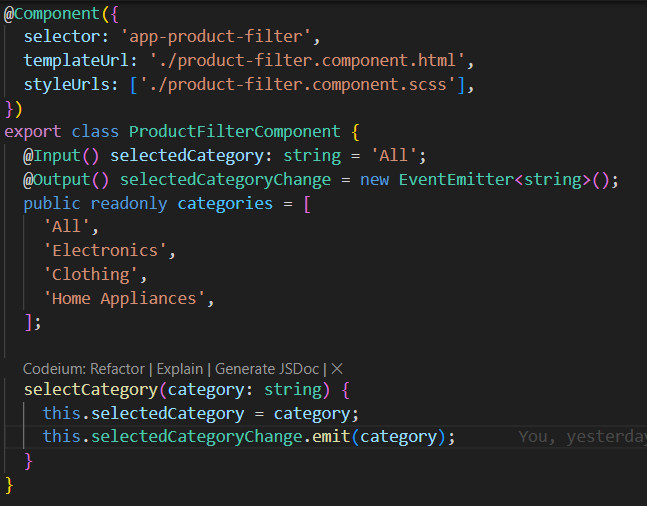 @Component({
  selector: 'app-product-filter',
  templateUrl: './product-filter.component.html',
  styleUrls: ['./product-filter.component.scss'],
})
export class ProductFilterComponent {
  @Input() selectedCategory: string = 'All';
  @Output() selectedCategoryChange = new EventEmitter<string>();
  public readonly categories = [
    'All',
    'Electronics',
    'Clothing',
    'Home Appliances',
  ];
  Codeium: Refactor | Explain | Generate JSDoc | ✕
  selectCategory(category: string) {
    this.selectedCategory = category;
    this.selectedCategoryChange.emit(category); You, yesterday
  }
}